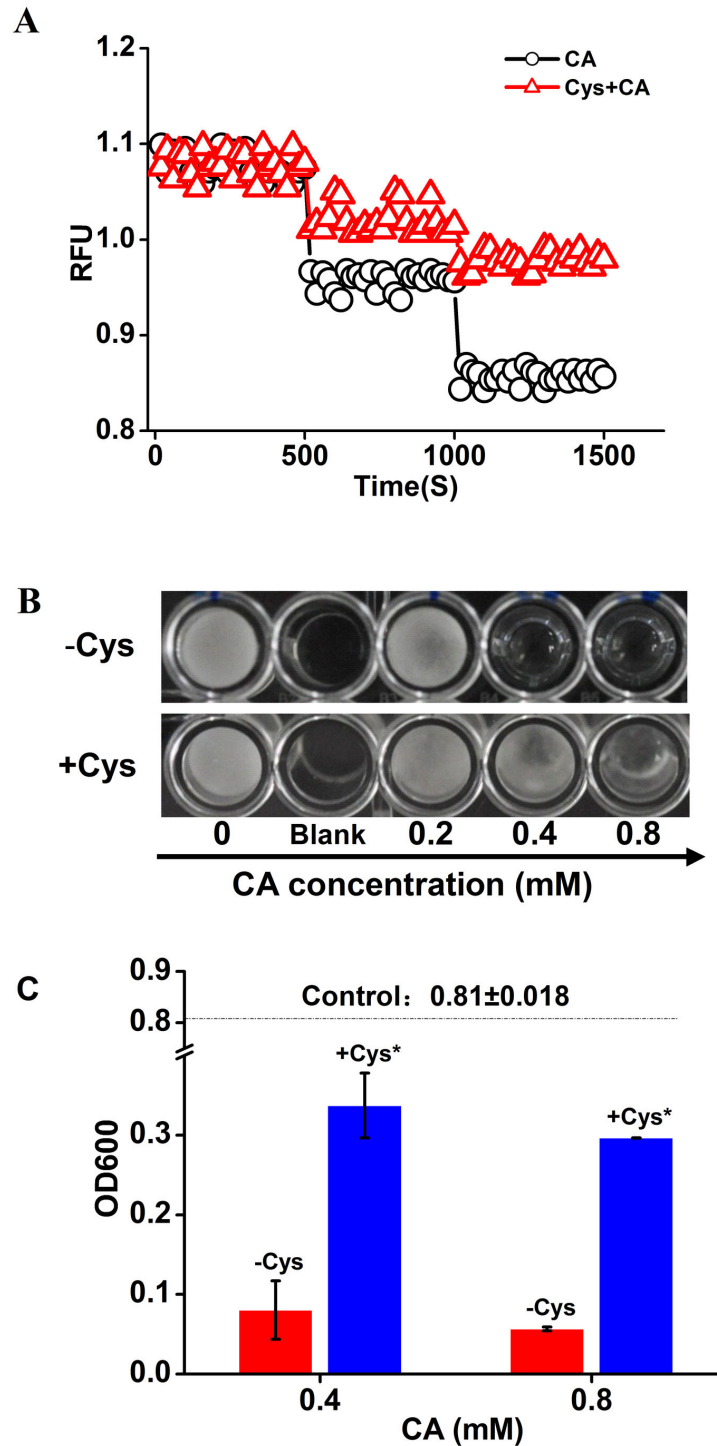 A
1.2
1.1
1.0
0.9
0.8
RFU
CA
Cys+CA
0 500 1000 1500
Time(S)
B
-Cys
+Cys
0 Blank 0.2 0.4 0.8
CA concentration (mM)
C
0.9
0.8
0.3
0.2
0.1
0.0
OD600
Control: 0.81±0.018
-Cys
+Cys*
-Cys
+Cys*
0.4 0.8
CA (mM)